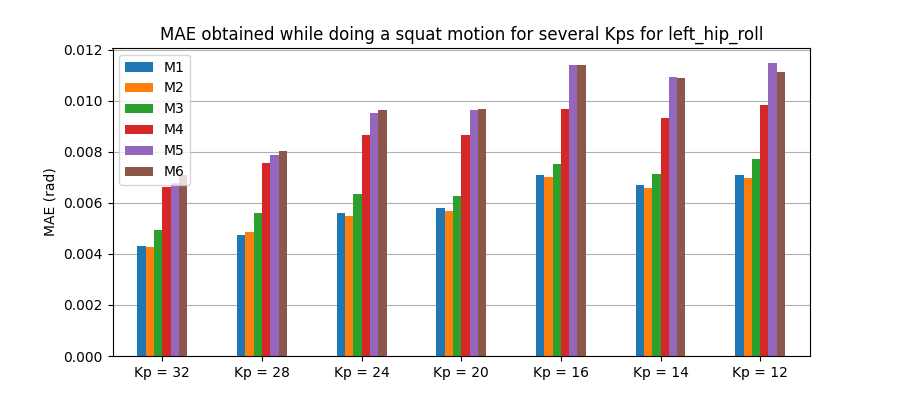 MAE obtained while doing a squat motion for several Kps for left_hip_roll
MAE (rad)
0.012
0.010
0.008
0.006
0.004
0.002
0.000
M1
M2
M3
M4
M5
M6
Kp = 32
Kp = 28
Kp = 24
Kp = 20
Kp = 16
Kp = 14
Kp = 12